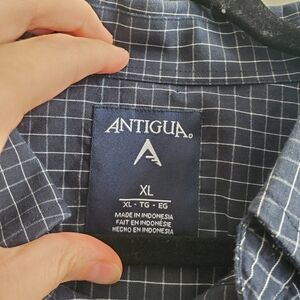 ANTIGUA®
XL
XL - TG - EG
MADE IN INDONESIA
FAIT EN INDONÉSIE
HECHO EN INDONESIA